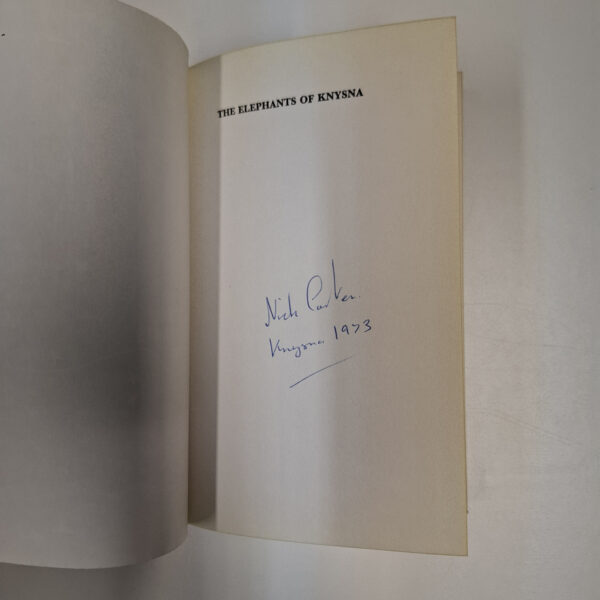 THE ELEPHANTS OF KNYSNA
Nick Carter.
Knysna 1973